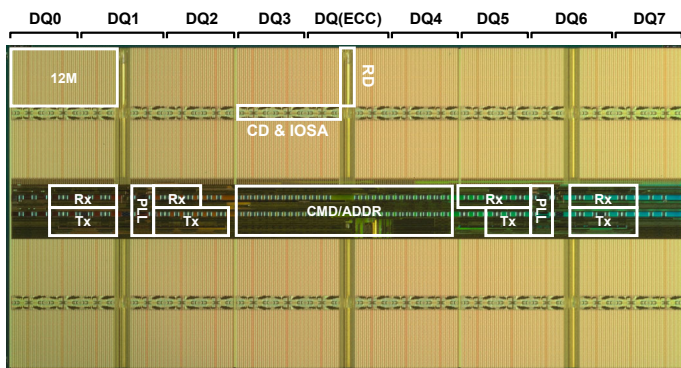 DQ0 DQ1 DQ2 DQ3 DQ(ECC) DQ4 DQ5 DQ6 DQ7
12M
RD
CD & IOSA
Rx PLL Rx CMD/ADDR Rx PLL Rx
Tx Tx Tx Tx